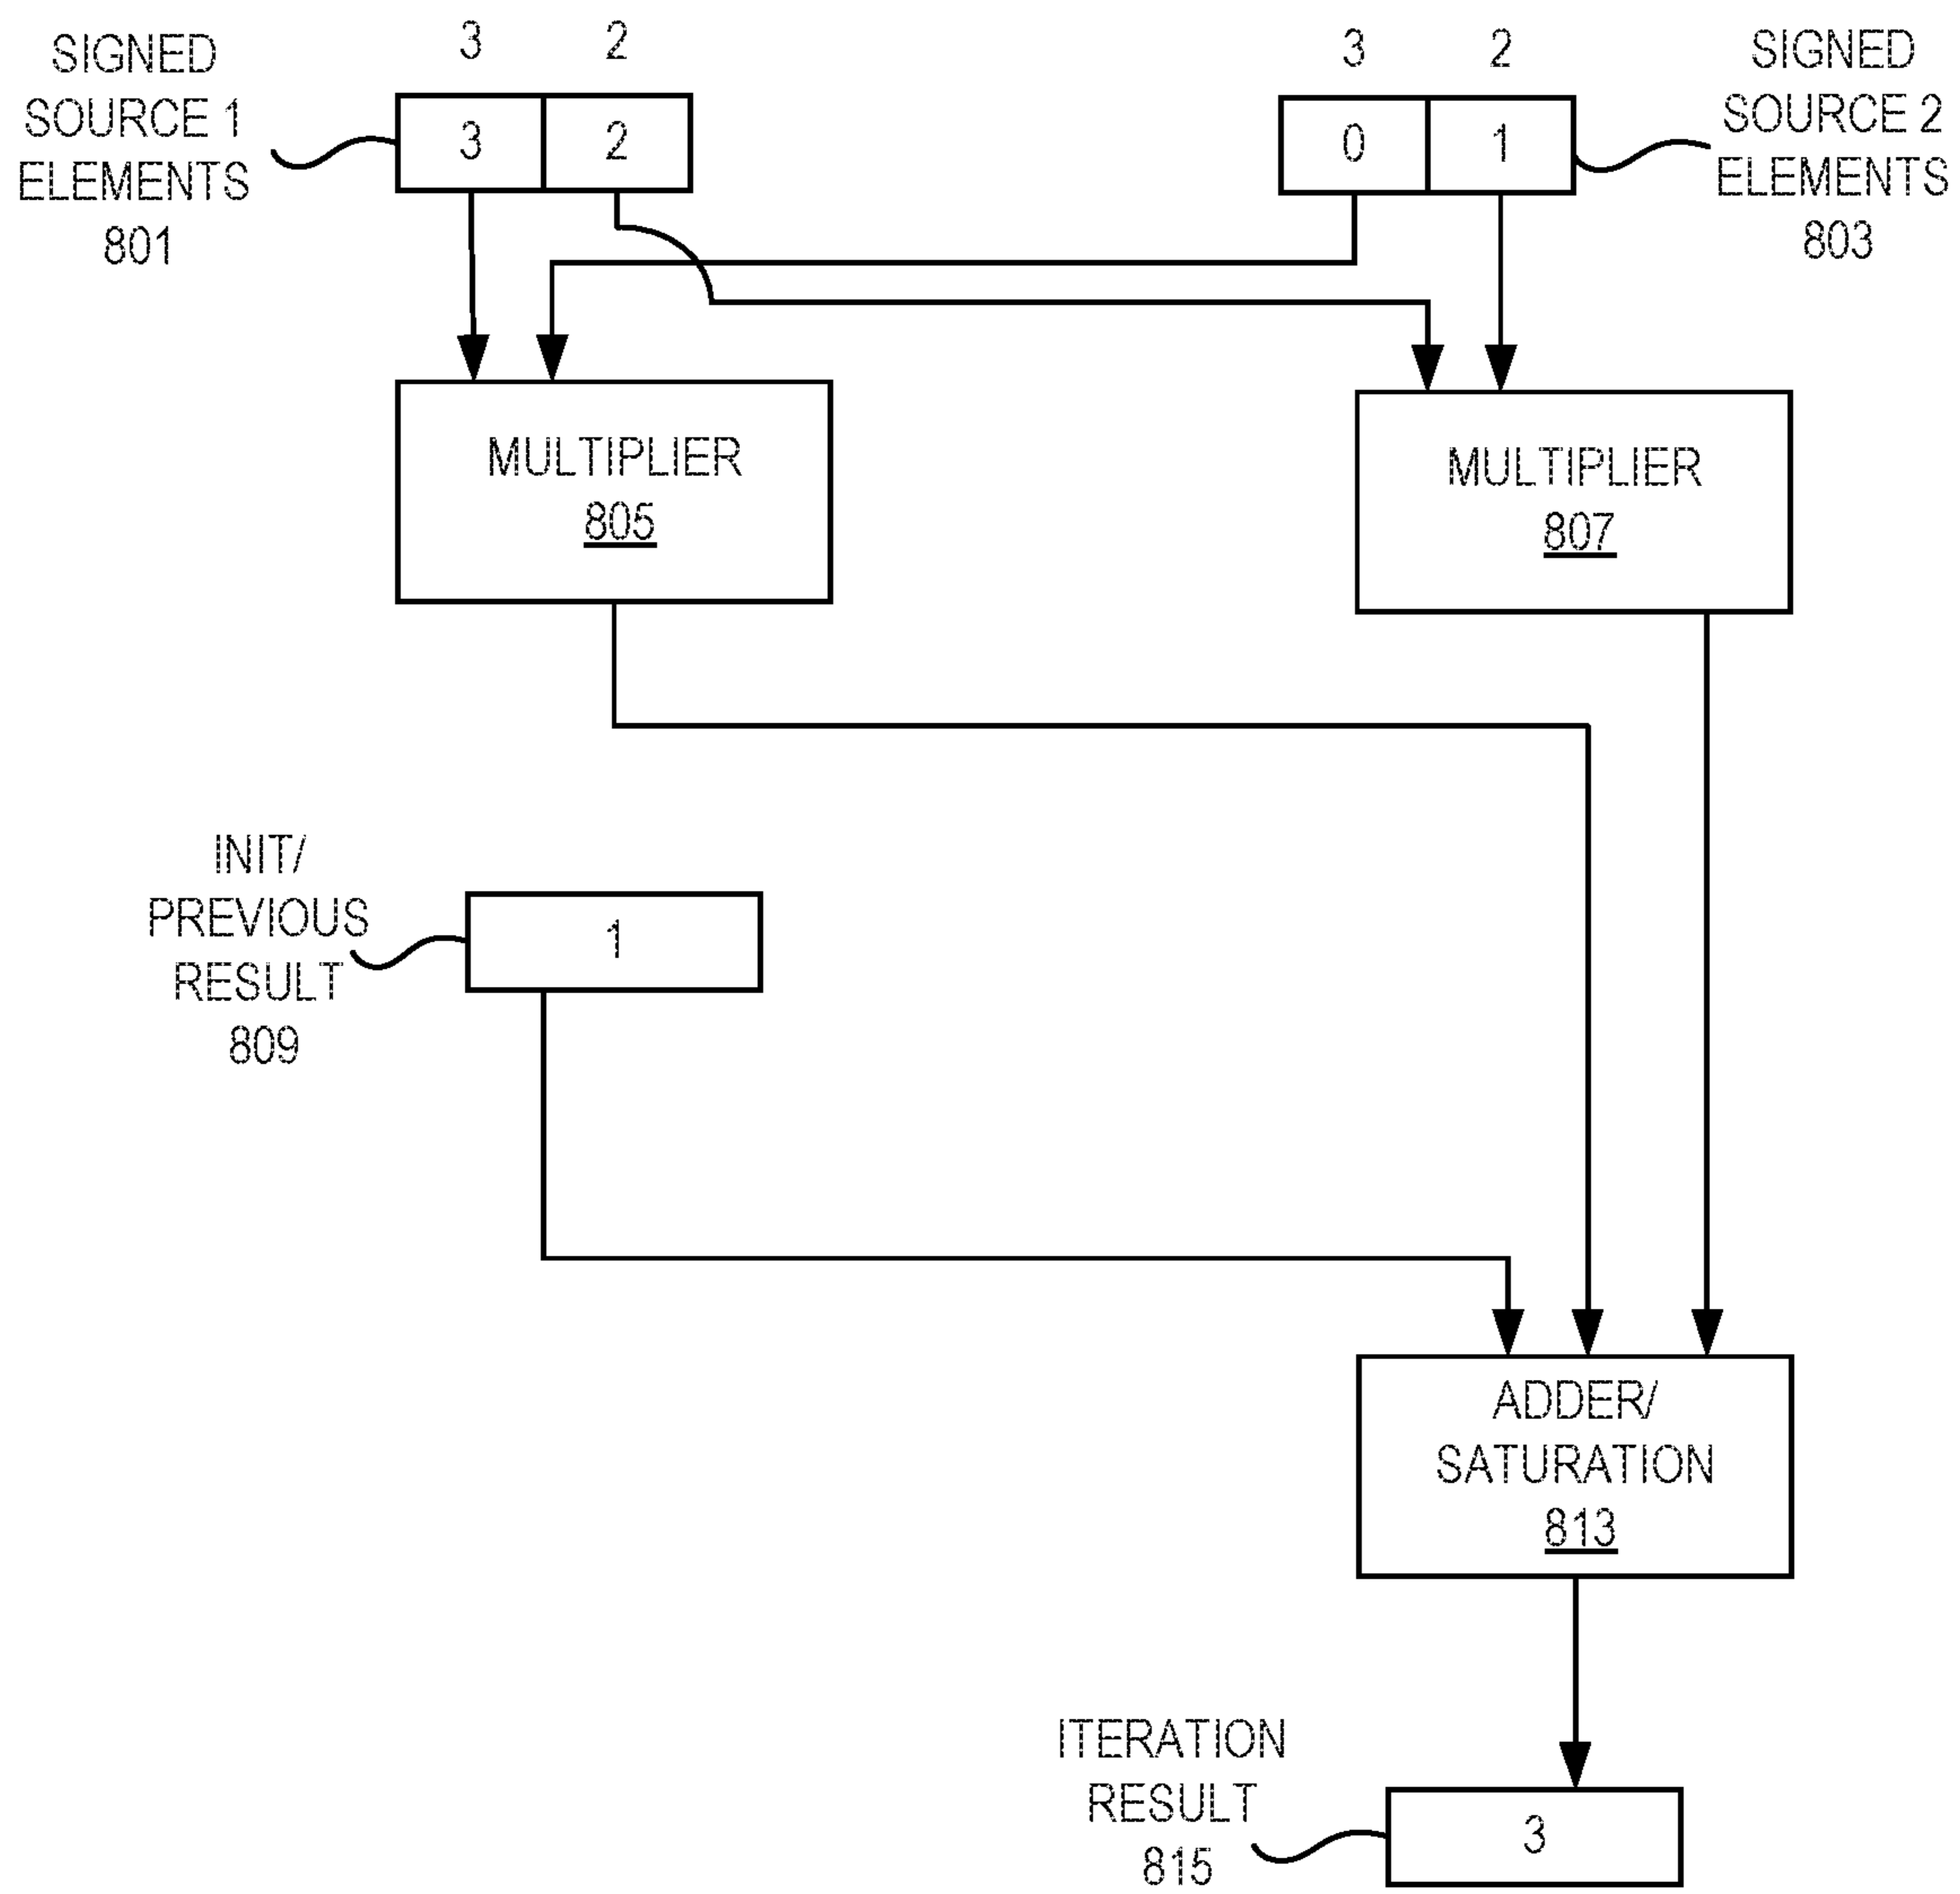 SIGNED
SOURCE 1
ELEMENTS
801
3 2
3 2
3 2
0 1
SIGNED
SOURCE 2
ELEMENTS
803
MULTIPLIER
805
MULTIPLIER
807
INIT/
PREVIOUS
RESULT
809
1
ADDER/
SATURATION
813
ITERATION
RESULT
815
3